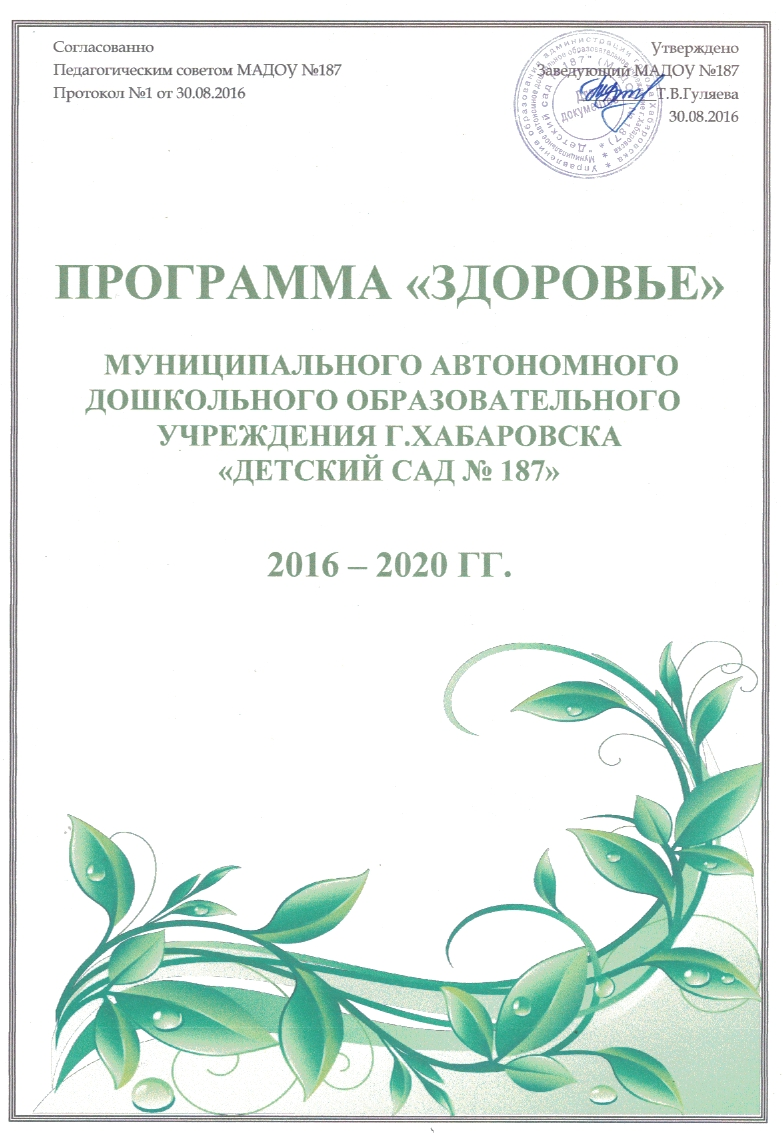 Согласованно
Педагогическим советом МАДОУ №187
Протокол №1 от 30.08.2016
Утверждено
Заведующий МАДОУ №187
Т.В.Гуляева
30.08.2016
ПРОГРАММА «ЗДОРОВЬЕ»
МУНИЦИПАЛЬНОГО АВТОНОМНОГО
ДОШКОЛЬНОГО ОБРАЗОВАТЕЛЬНОГО
УЧРЕЖДЕНИЯ Г.ХАБАРОВСКА
«ДЕТСКИЙ САД № 187»
2016 – 2020 ГГ.